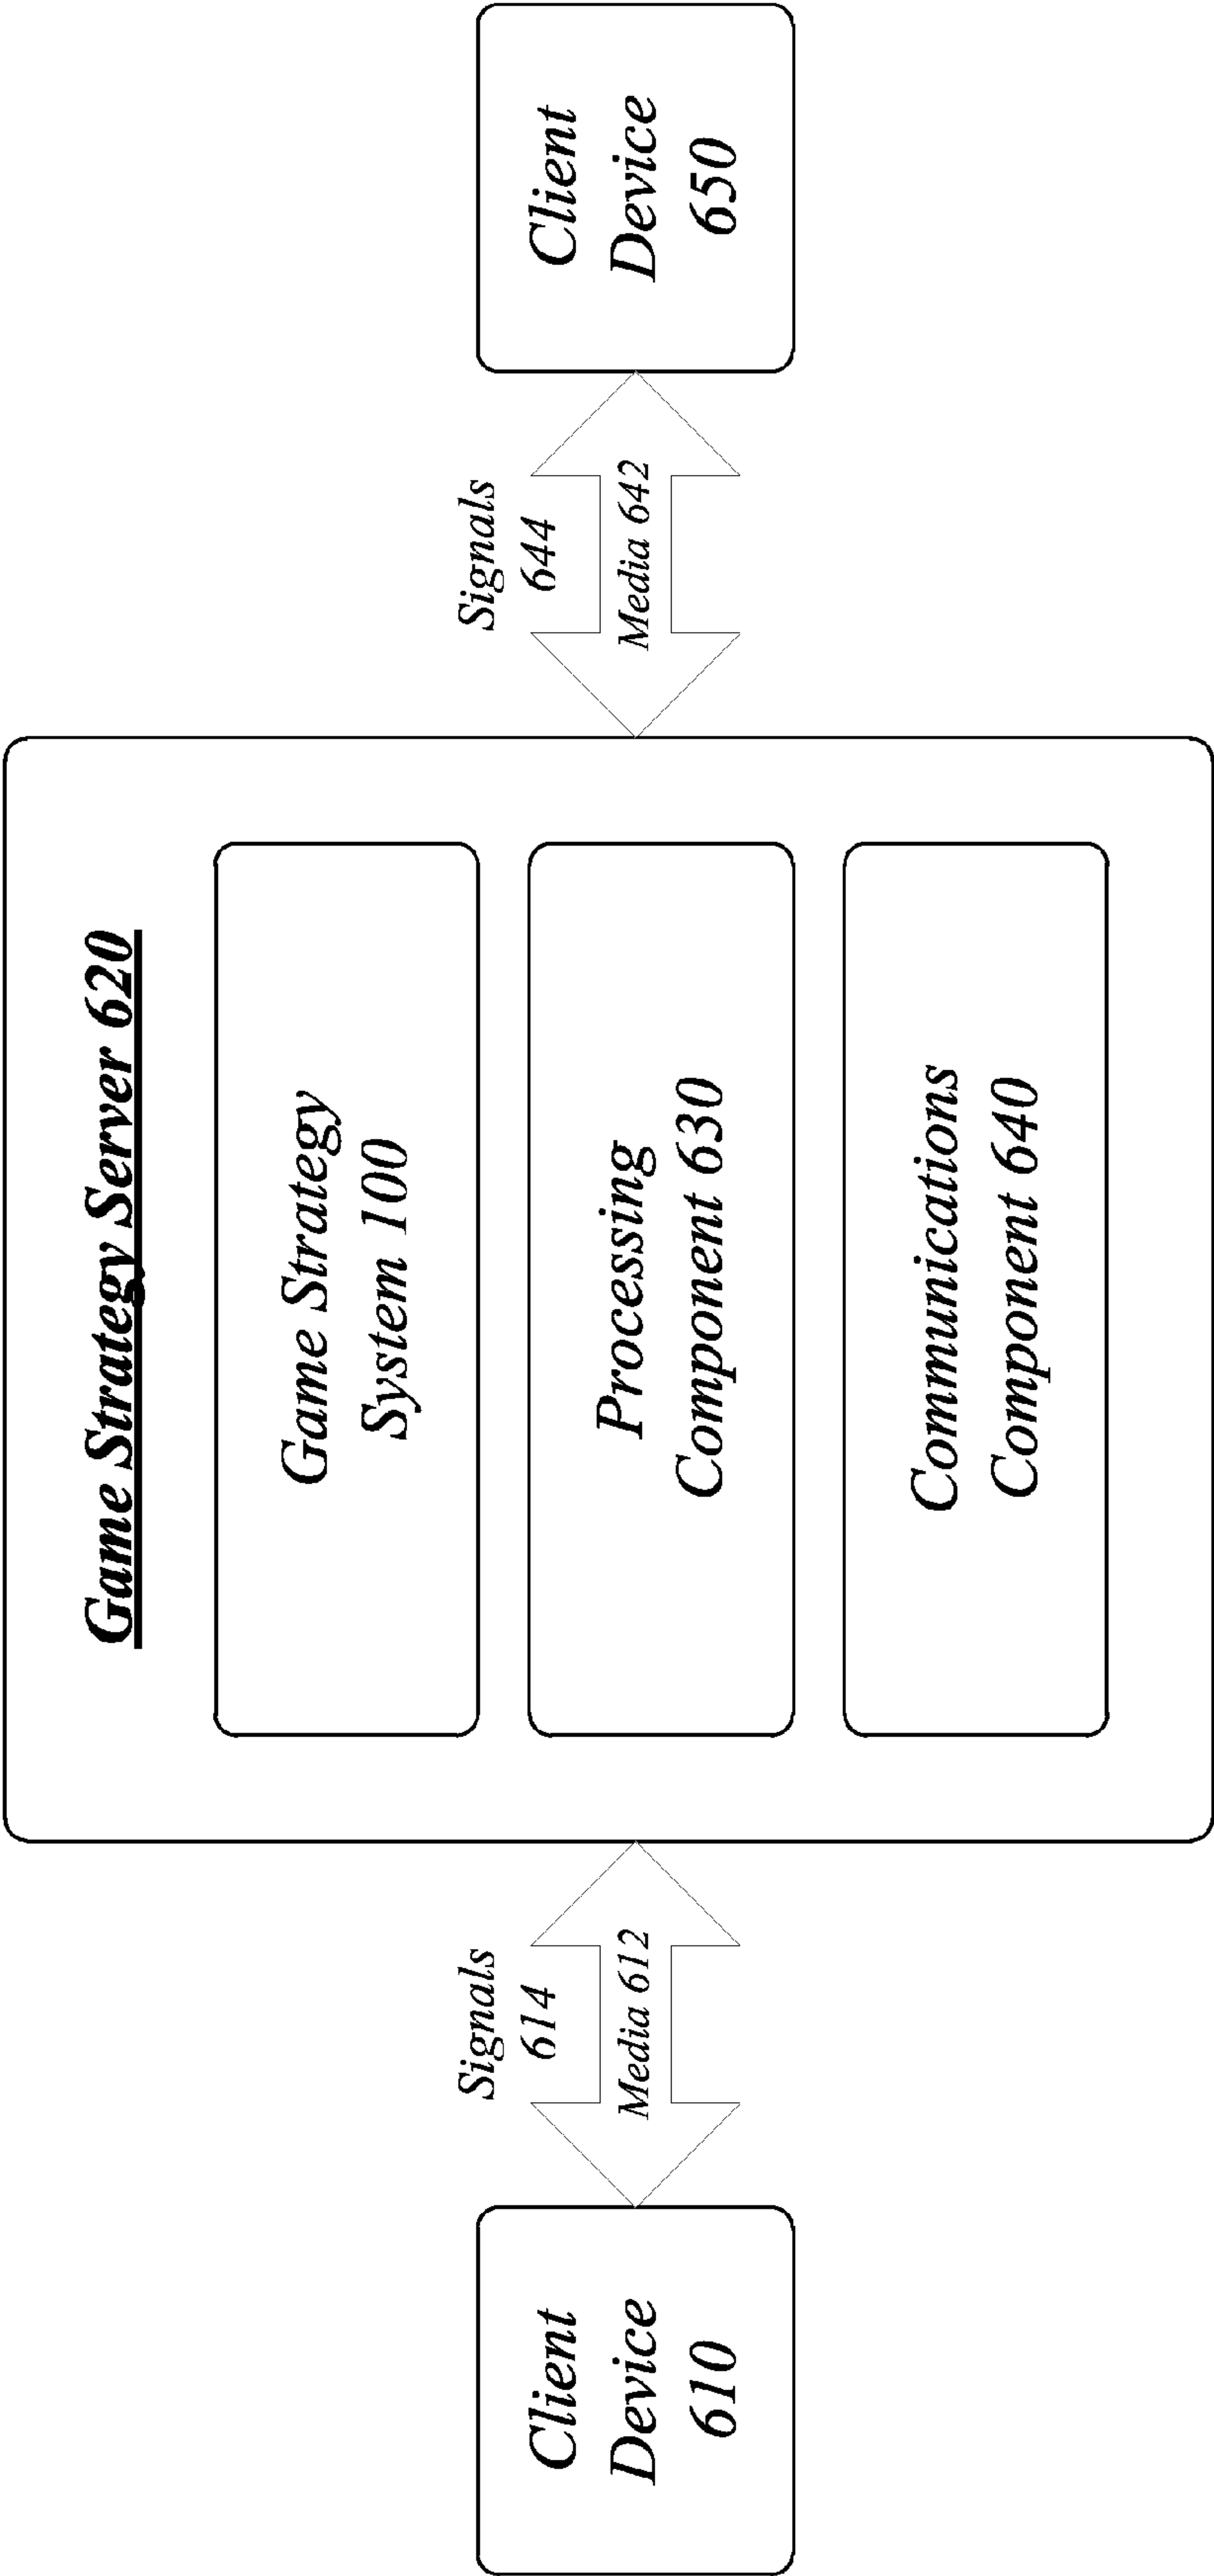 Game Strategy Server 620
Game Strategy
System 100
Processing
Component 630
Communications
Component 640
Client
Device
610
Signals
614
Media 612
Signals
644
Media 642
Client
Device
650